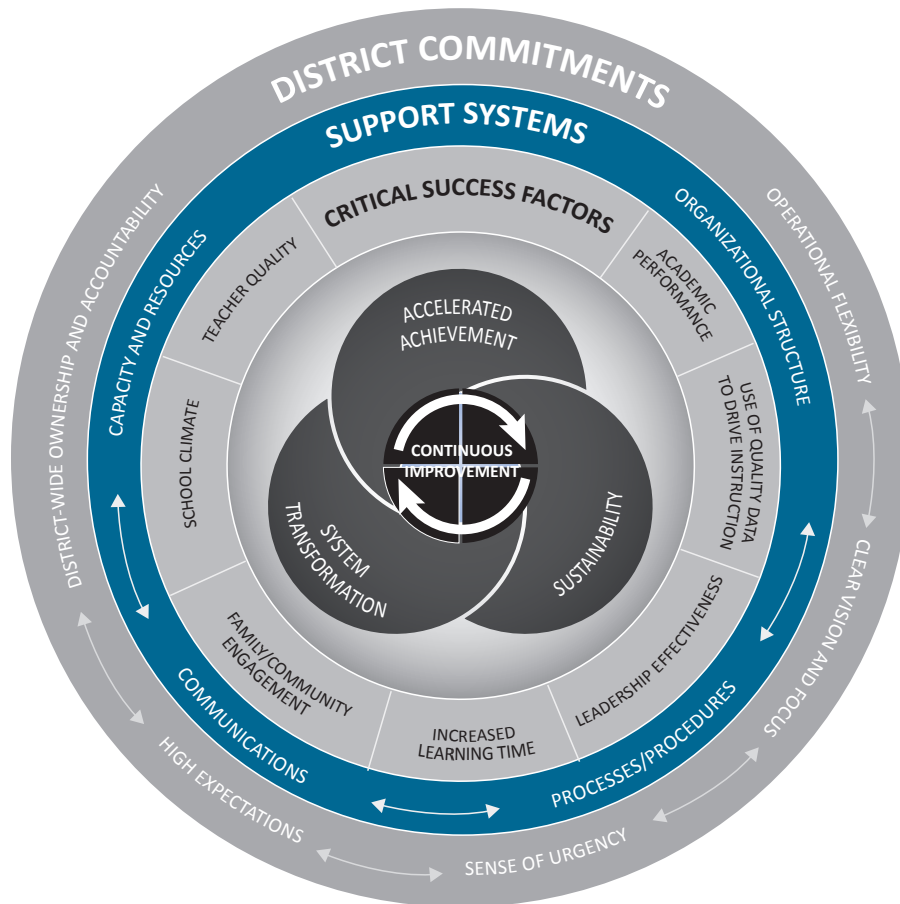 DISTRICT COMMITMENTS
OPERATIONAL FLEXIBILITY
CLEAR VISION AND FOCUS
SENSE OF URGENCY
HIGH EXPECTATIONS
DISTRICT-WIDE OWNERSHIP AND ACCOUNTABILITY
SUPPORT SYSTEMS
ORGANIZATIONAL STRUCTURE
PROCESSES/PROCEDURES
COMMUNICATIONS
CAPACITY AND RESOURCES
CRITICAL SUCCESS FACTORS
ACADEMIC
PERFORMANCE
USE OF QUALITY DATA
TO DRIVE INSTRUCTION
LEADERSHIP EFFECTIVENESS
INCREASED
LEARNING TIME
FAMILY/COMMUNITY
ENGAGEMENT
SCHOOL CLIMATE
TEACHER QUALITY
ACCELERATED
ACHIEVEMENT
SUSTAINABILITY
SYSTEM
TRANSFORMATION
CONTINUOUS
IMPROVEMENT